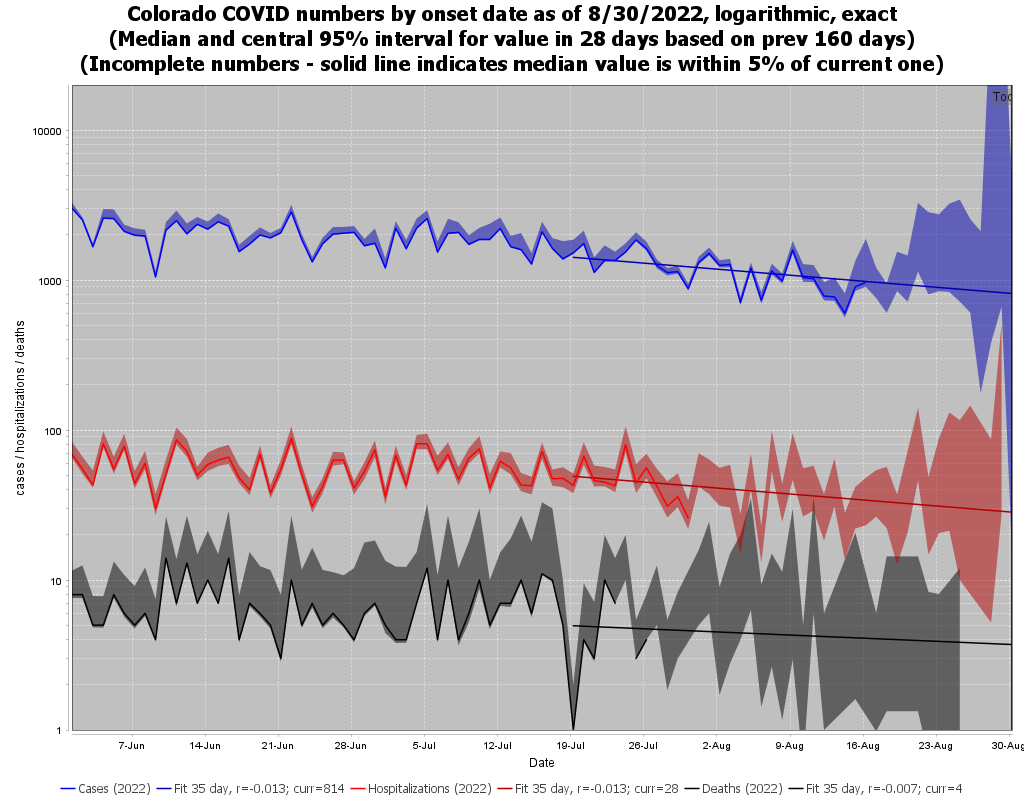 Colorado COVID numbers by onset date as of 8/30/2022, logarithmic, exact
(Median and central 95% interval for value in 28 days based on prev 160 days)
(Incomplete numbers - solid line indicates median value is within 5% of current one)
Tod
10000
1000
100
10
1
cases / hospitalizations / deaths
7-Jun 14-Jun 21-Jun 28-Jun 5-Jul 12-Jul 19-Jul 26-Jul 2-Aug 9-Aug 16-Aug 23-Aug 30-Aug
Date
Cases (2022) Fit 35 day, r=-0.013; curr=814 Hospitalizations (2022) Fit 35 day, r=-0.013; curr=28 Deaths (2022) Fit 35 day, r=-0.007; curr=4